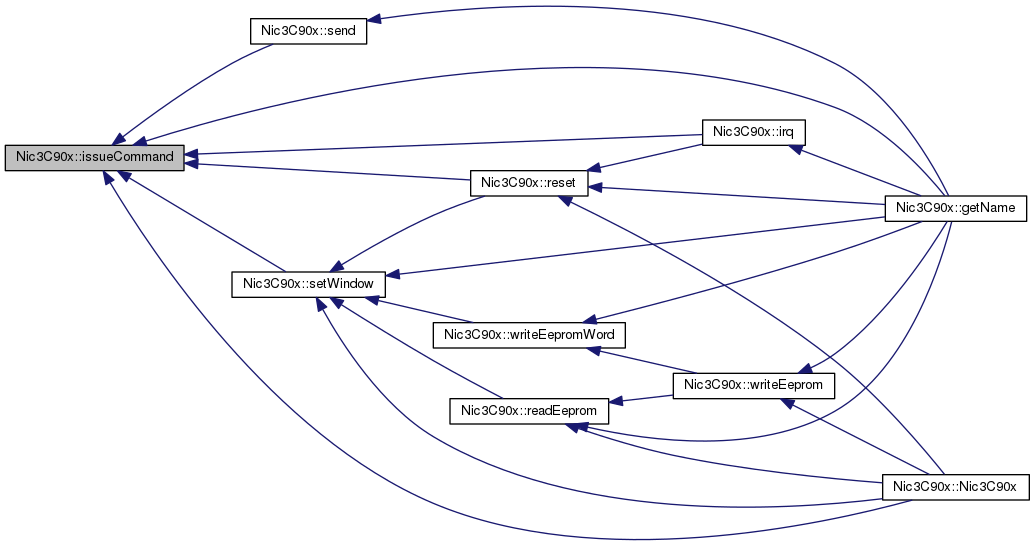 Nic3C90x::send
Nic3C90x::irq
Nic3C90x::issueCommand
Nic3C90x::reset
Nic3C90x::getName
Nic3C90x::setWindow
Nic3C90x::writeEepromWord
Nic3C90x::writeEeprom
Nic3C90x::readEeprom
Nic3C90x::Nic3C90x